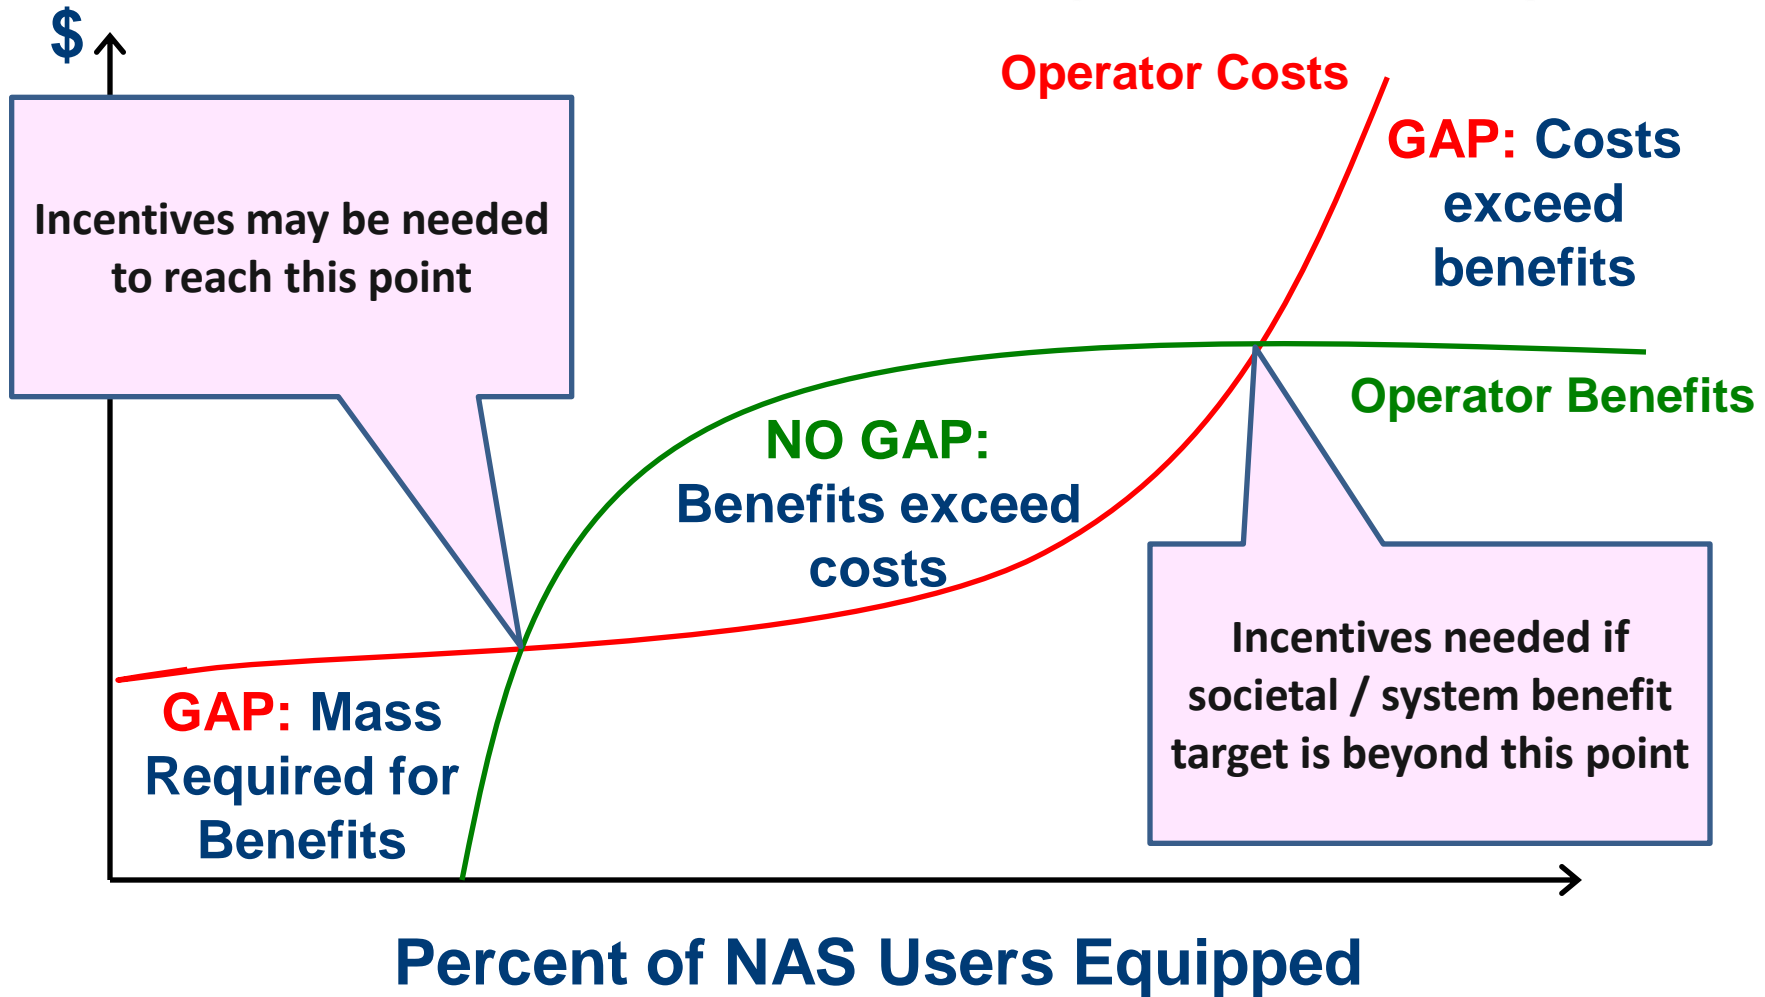 $
Operator Costs
GAP: Costs
exceed
benefits
Incentives may be needed
to reach this point
Operator Benefits
NO GAP:
Benefits exceed
costs
Incentives needed if
societal / system benefit
target is beyond this point
GAP: Mass
Required for
Benefits
Percent of NAS Users Equipped